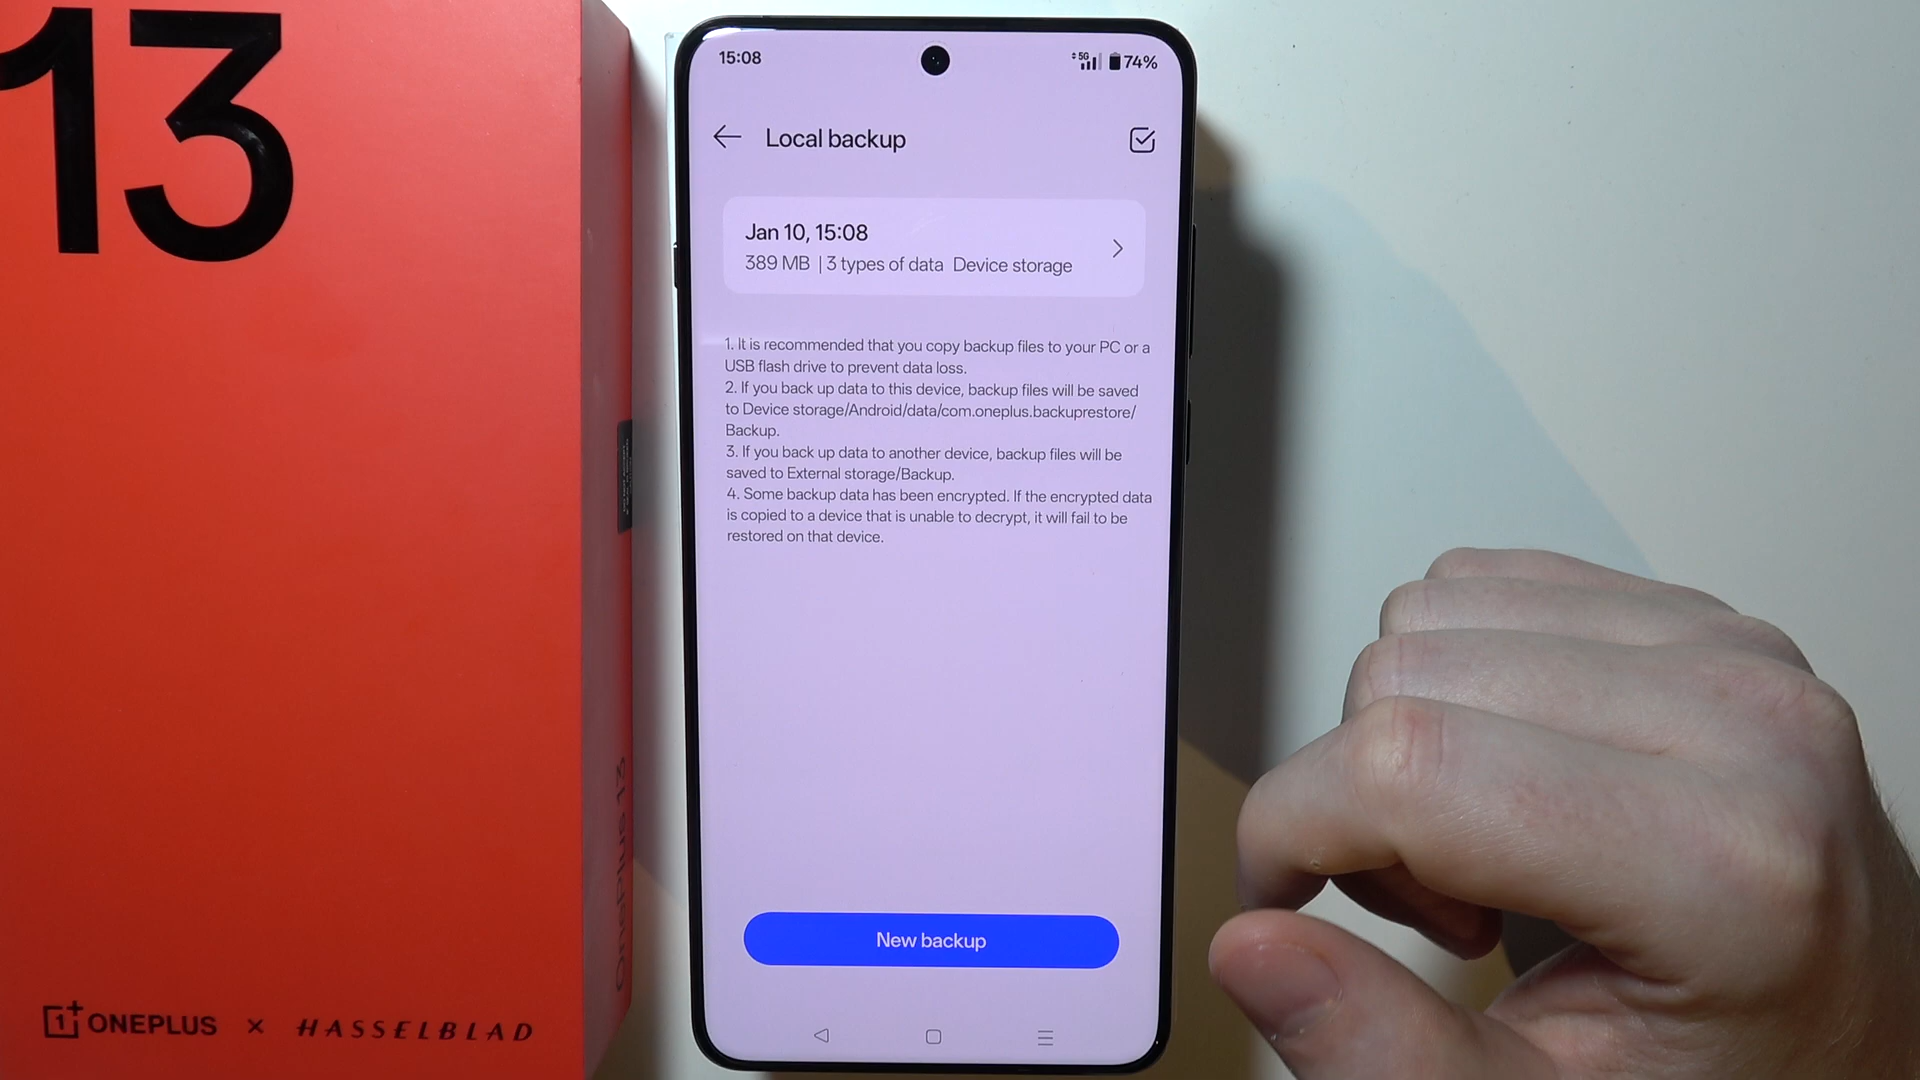 13
ONEPLUS × HASSELBLAD
OnePlus 13
15:08
5G
74%
Local backup
Jan 10, 15:08
389 MB | 3 types of data Device storage
1. It is recommended that you copy backup files to your PC or a
USB flash drive to prevent data loss.
2. If you back up data to this device, backup files will be saved
to Device storage/Android/data/com.oneplus.backuprestore/
Backup.
3. If you back up data to another device, backup files will be
saved to External storage/Backup.
4. Some backup data has been encrypted. If the encrypted data
is copied to a device that is unable to decrypt, it will fail to be
restored on that device.
New backup